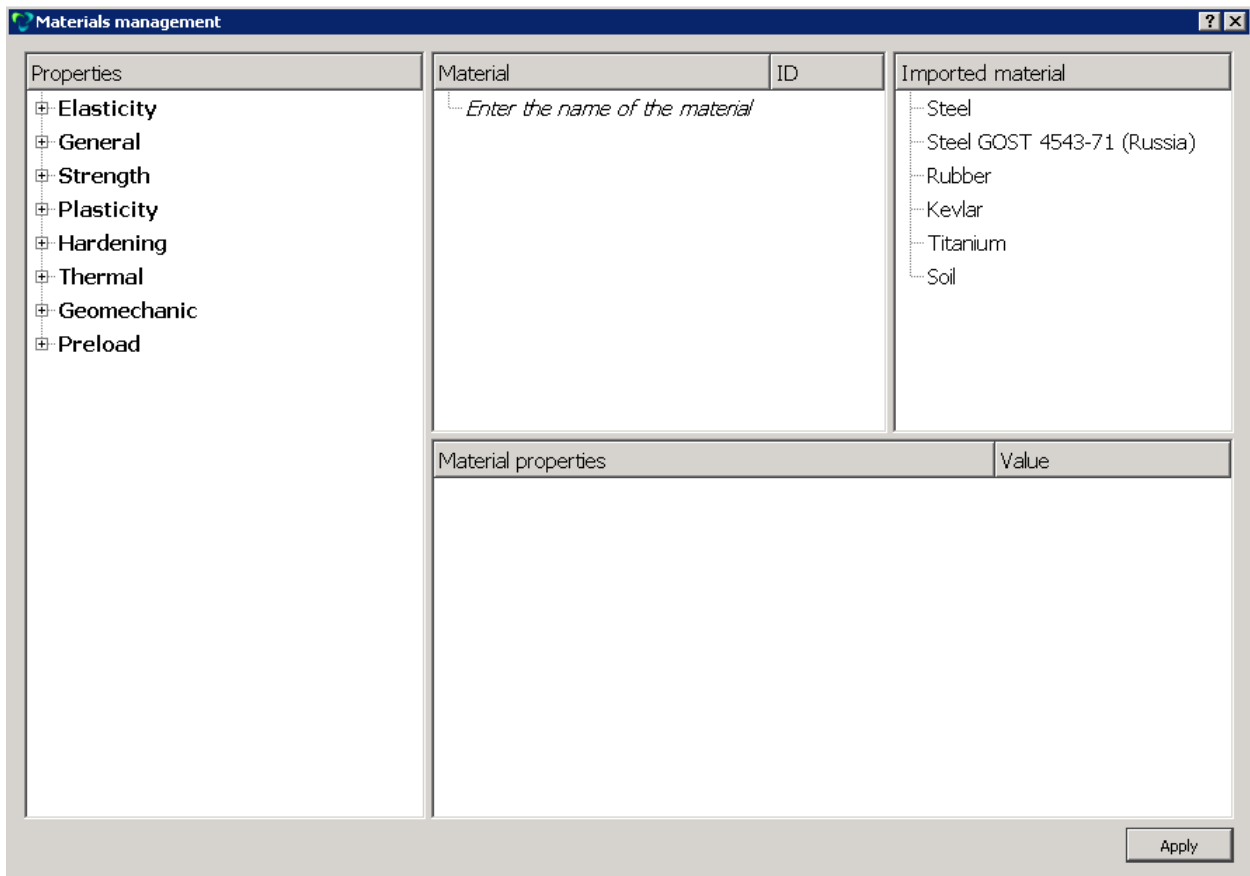 Materials management
Properties
Elasticity
General
Strength
Plasticity
Hardening
Thermal
Geomechanic
Preload
Material ID
Enter the name of the material
Imported material
Steel
Steel GOST 4543-71 (Russia)
Rubber
Kevlar
Titanium
Soil
Material properties Value
Apply